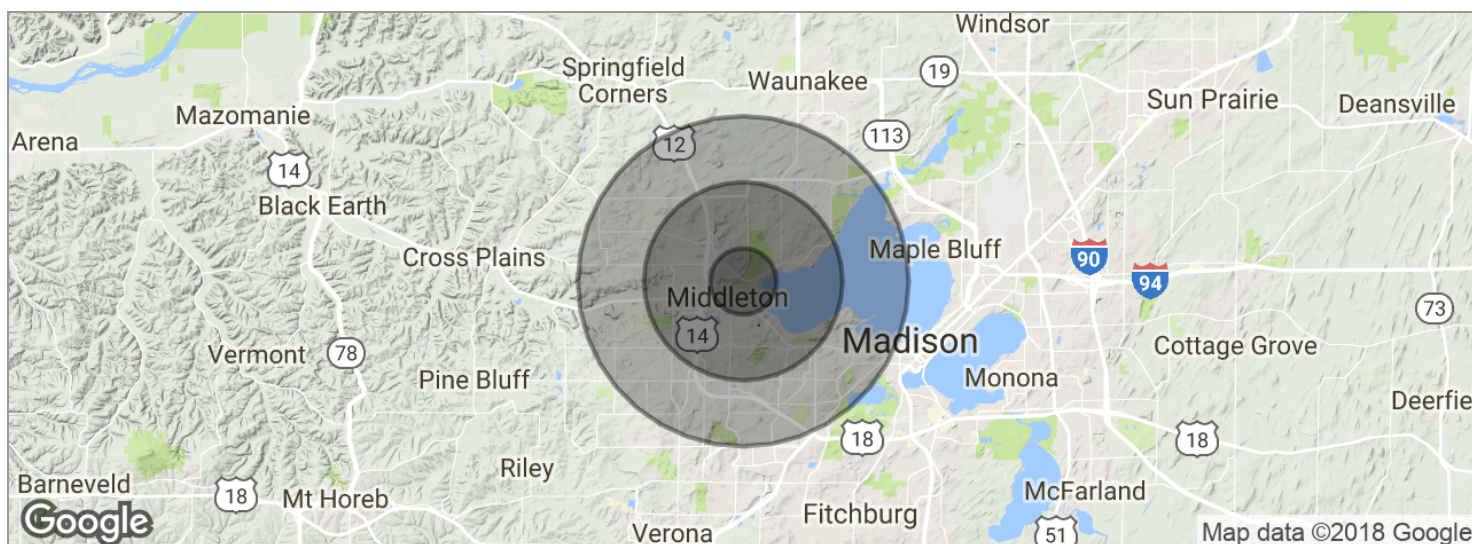 Windsor
Springfield
Corners
Waunakee
19
Sun Prairie
Deansville
Mazomanie
113
12
Arena
14
Black Earth
Cross Plains
Maple Bluff
90
94
Middleton
73
14
Madison
Vermont
78
Cottage Grove
Pine Bluff
Monona
Deerfie
18
18
Riley
Barneveld
18
Mt Horeb
McFarland
Fitchburg
Google
Verona
51
Map data ©2018 Google